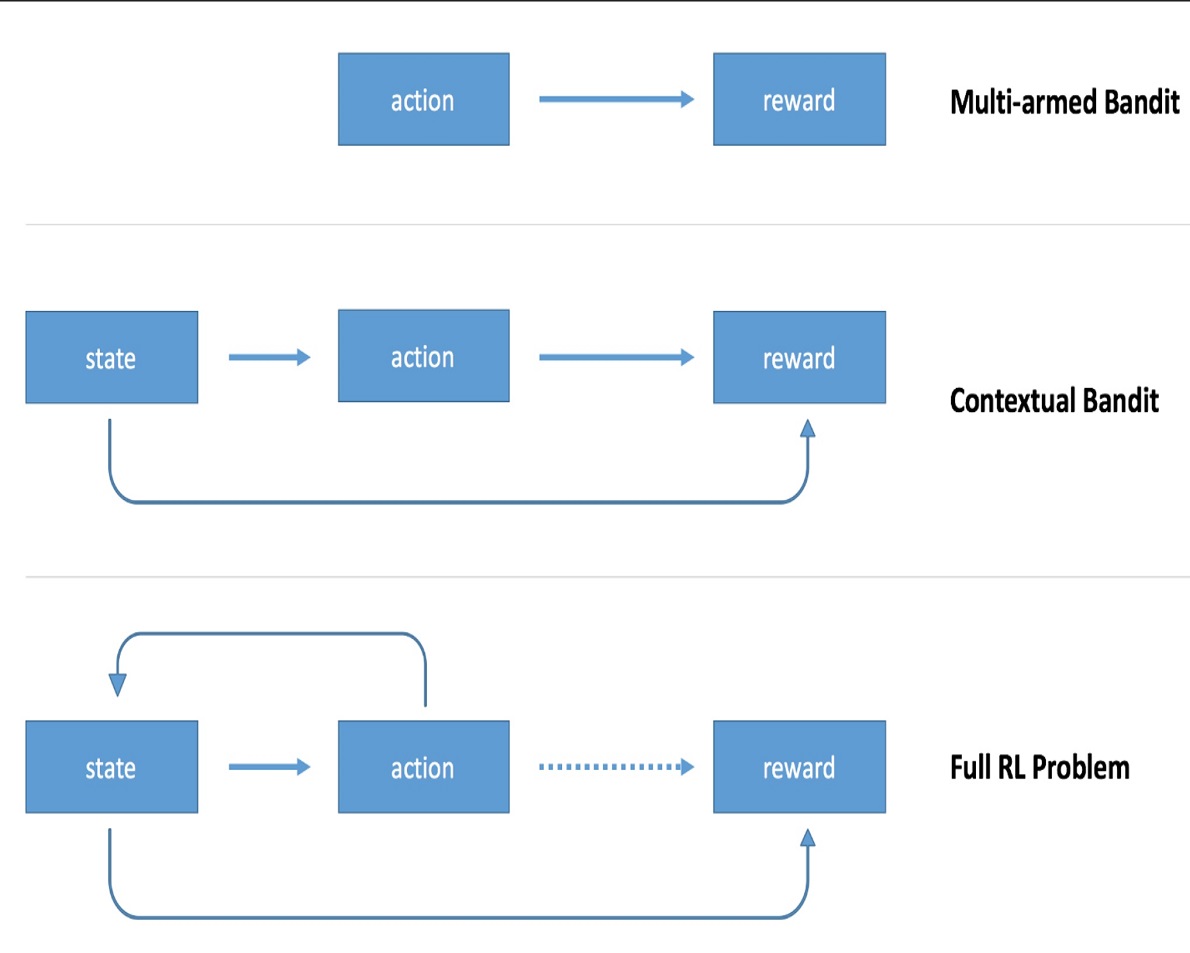 action
reward
Multi-armed Bandit
state
action
reward
Contextual Bandit
state
action
reward
Full RL Problem